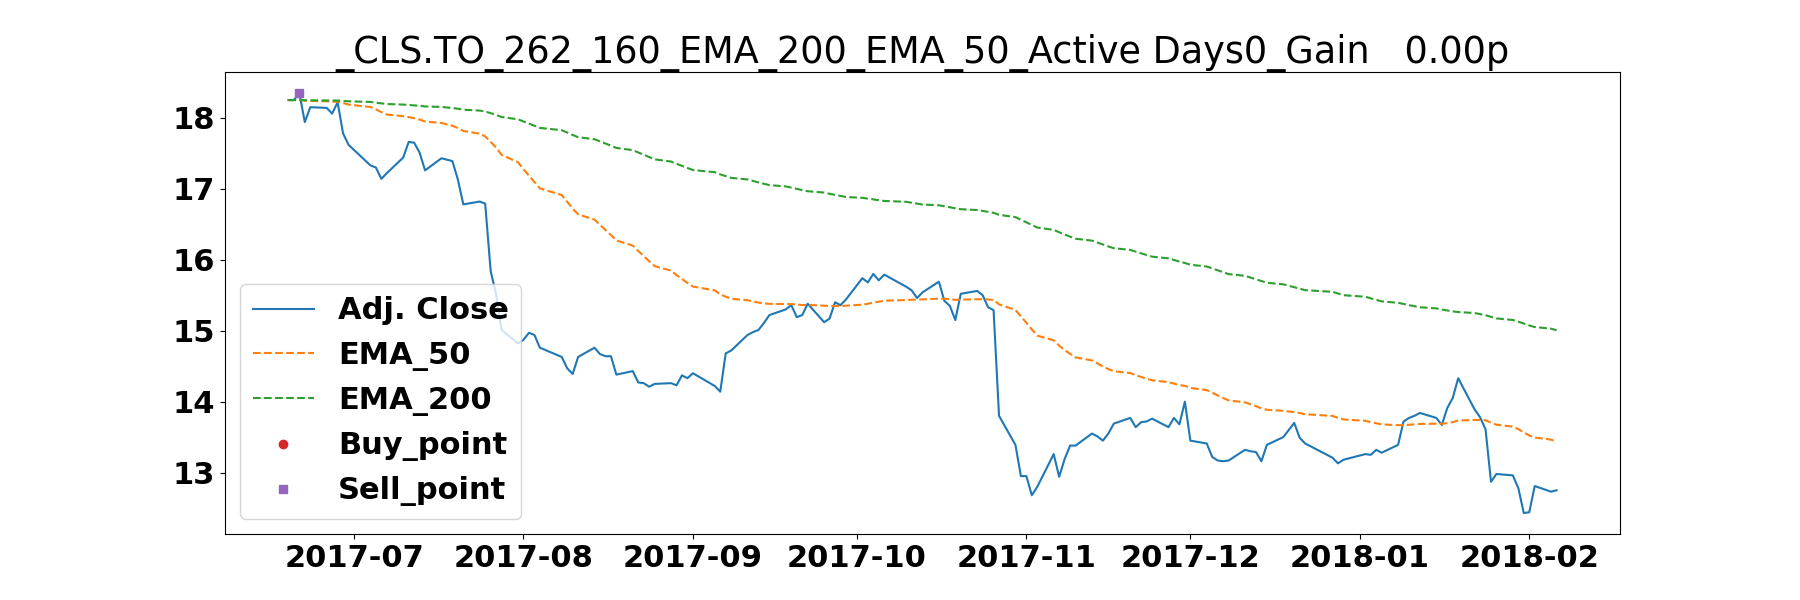 _CLS.TO_262_160_EMA_200_EMA_50_Active Days0_Gain   0.00p
18
17
16
15
14
13
Adj. Close
EMA_50
EMA_200
Buy_point
Sell_point
2017-07 2017-08 2017-09 2017-10 2017-11 2017-12 2018-01 2018-02